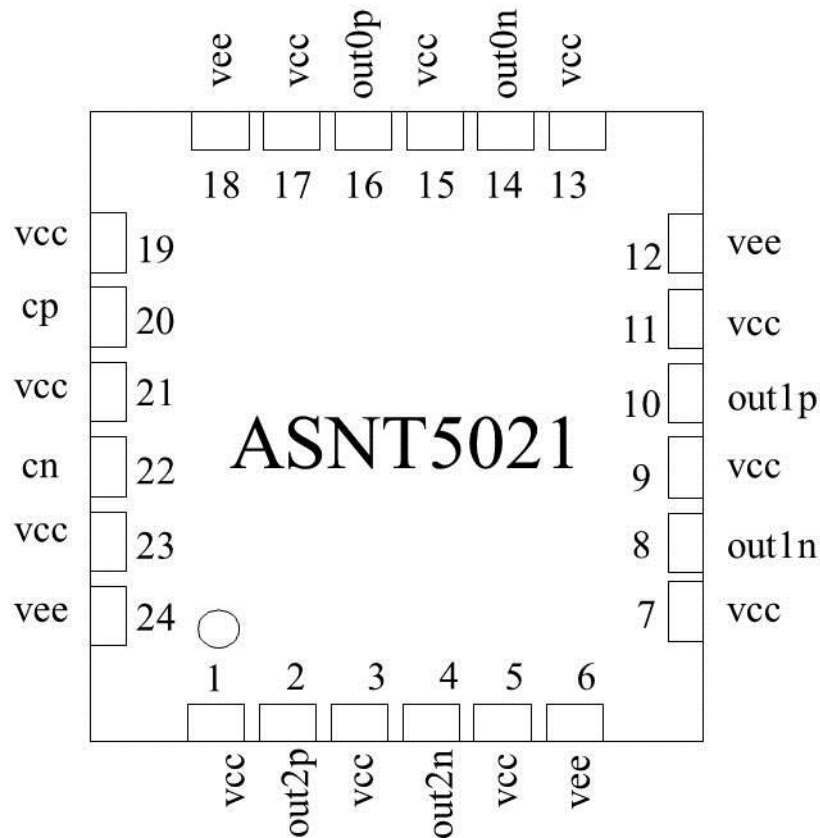 vee vcc out0p vcc out0n vcc
18 17 16 15 14 13
vcc 19 12 vee
cp 20 11 vcc
vcc 21 10 out1p
ASNT5021
cn 22 9 vcc
vcc 23 8 out1n
vee 24 7 vcc
1 2 3 4 5 6
vcc out2p vcc out2n vcc vee